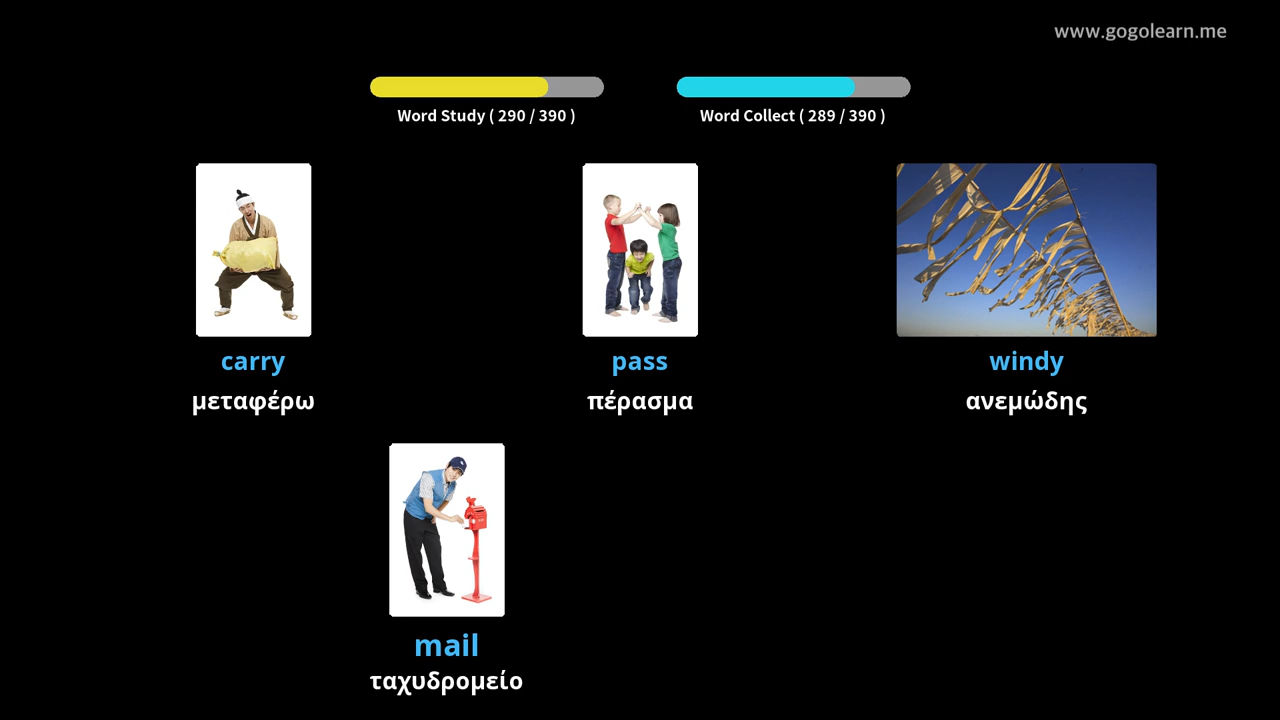 www.gogolearn.me
Word Study ( 290 / 390 )
Word Collect ( 289 / 390 )
carry
pass
windy
μεταφέρω
πέρασμα
ανεμώδης
mail
ταχυδρομείο